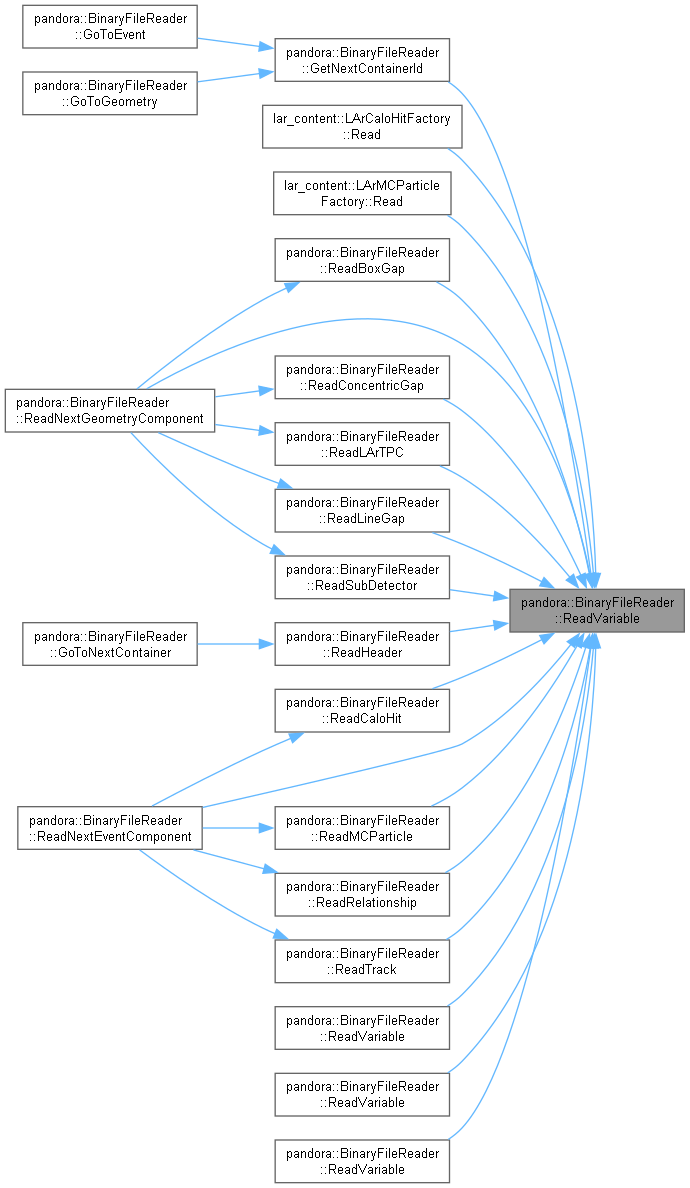 pandora::BinaryFileReader
::GoToEvent
pandora::BinaryFileReader
::GetNextContainerId
pandora::BinaryFileReader
::GoToGeometry
lar_content::LArCaloHitFactory
::Read
lar_content::LArMCParticle
Factory::Read
pandora::BinaryFileReader
::ReadBoxGap
pandora::BinaryFileReader
::ReadConcentricGap
pandora::BinaryFileReader
::ReadNextGeometryComponent
pandora::BinaryFileReader
::ReadLArTPC
pandora::BinaryFileReader
::ReadLineGap
pandora::BinaryFileReader
::ReadSubDetector
pandora::BinaryFileReader
::ReadVariable
pandora::BinaryFileReader
::GoToNextContainer
pandora::BinaryFileReader
::ReadHeader
pandora::BinaryFileReader
::ReadCaloHit
pandora::BinaryFileReader
::ReadNextEventComponent
pandora::BinaryFileReader
::ReadMCParticle
pandora::BinaryFileReader
::ReadRelationship
pandora::BinaryFileReader
::ReadTrack
pandora::BinaryFileReader
::ReadVariable
pandora::BinaryFileReader
::ReadVariable
pandora::BinaryFileReader
::ReadVariable